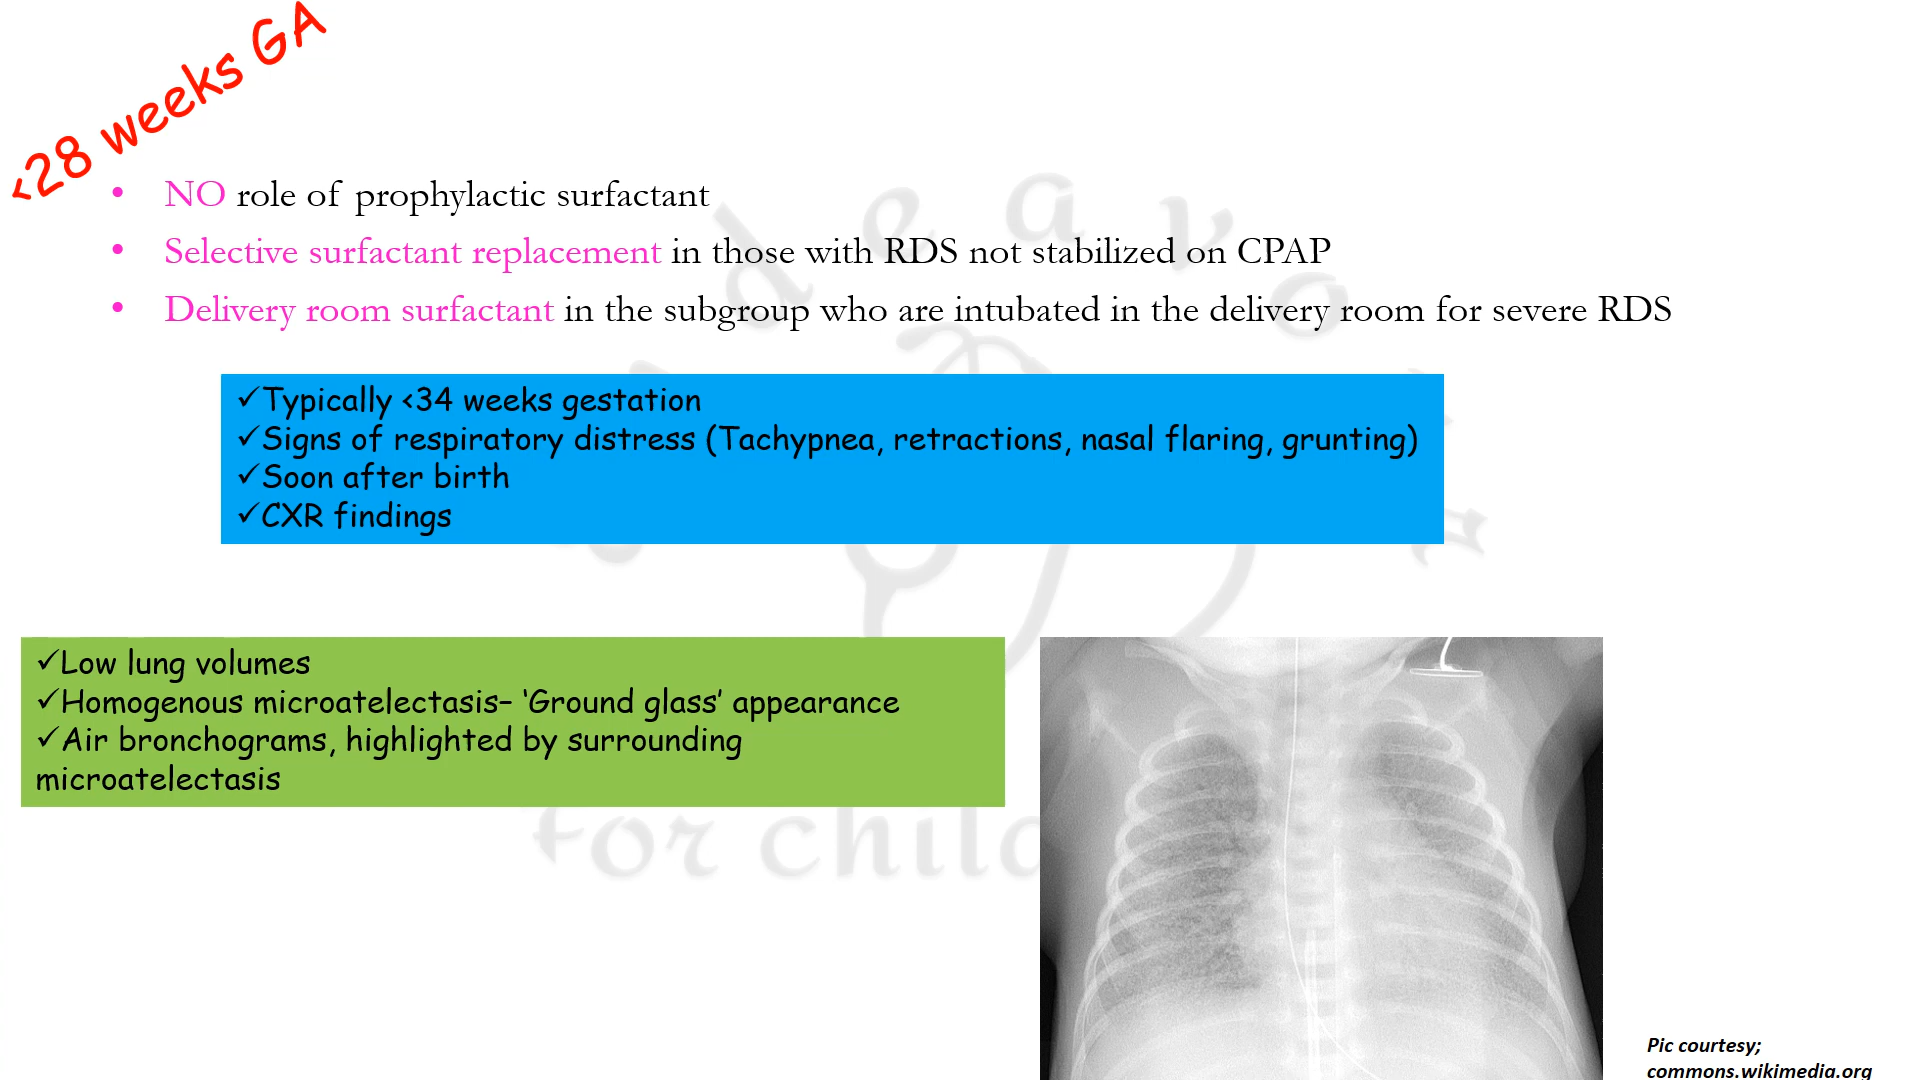 <28 weeks GA
• NO role of prophylactic surfactant
• Selective surfactant replacement in those with RDS not stabilized on CPAP
• Delivery room surfactant in the subgroup who are intubated in the delivery room for severe RDS
✓Typically <34 weeks gestation
✓Signs of respiratory distress (Tachypnea, retractions, nasal flaring, grunting)
✓Soon after birth
✓CXR findings
✓Low lung volumes
✓Homogenous microatelectasis– ‘Ground glass’ appearance
✓Air bronchograms, highlighted by surrounding
microatelectasis
for child
Pic courtesy;
commons.wikimedia.org